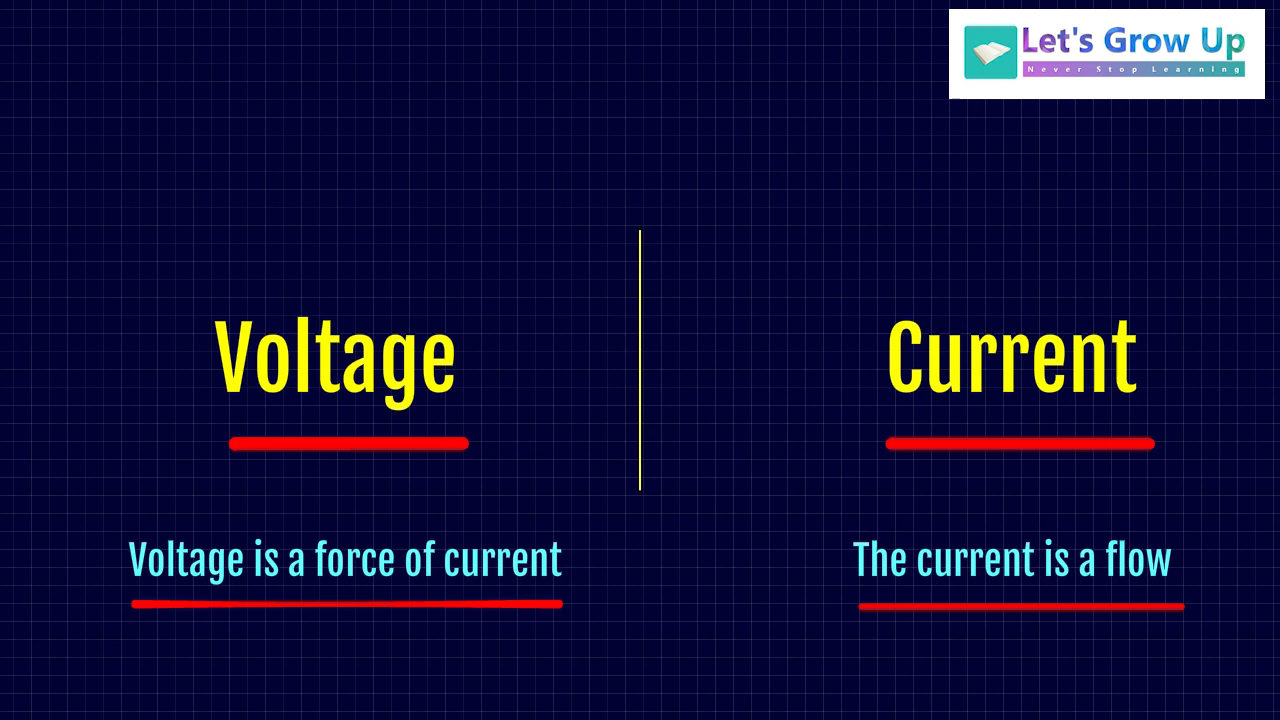 Let's Grow Up
Never Stop Learning
Voltage
Current
Voltage is a force of current
The current is a flow